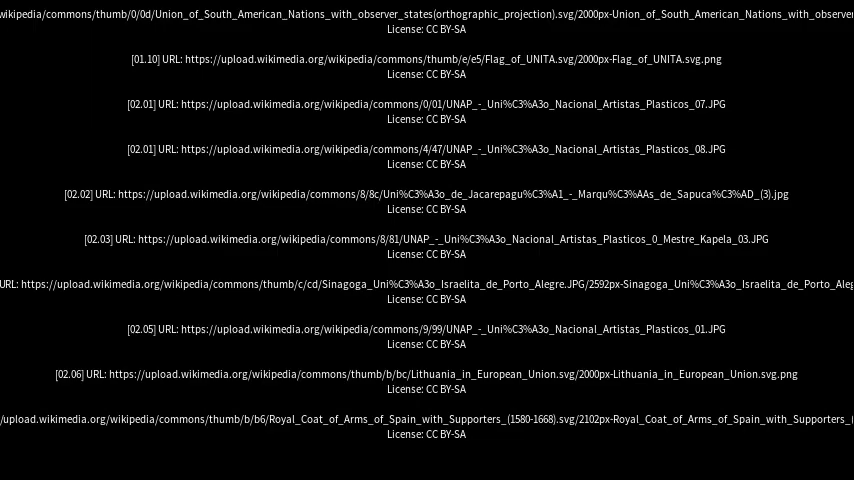 wikipedia/commons/thumb/0/0d/Union_of_South_American_Nations_with_observer_states(orthographic_projection).svg/2000px-Union_of_South_American_Nations_with_observer
License: CC BY-SA
[01.10] URL: https://upload.wikimedia.org/wikipedia/commons/thumb/e/e5/Flag_of_UNITA.svg/2000px-Flag_of_UNITA.svg.png
License: CC BY-SA
[02.01] URL: https://upload.wikimedia.org/wikipedia/commons/0/01/UNAP_-_Uni%C3%A3o_Nacional_Artistas_Plasticos_07.JPG
License: CC BY-SA
[02.01] URL: https://upload.wikimedia.org/wikipedia/commons/4/47/UNAP_-_Uni%C3%A3o_Nacional_Artistas_Plasticos_08.JPG
License: CC BY-SA
[02.02] URL: https://upload.wikimedia.org/wikipedia/commons/8/8c/Uni%C3%A3o_de_Jacarepagu%C3%A1_-_Marqu%C3%AAs_de_Sapuca%C3%AD_(3).jpg
License: CC BY-SA
[02.03] URL: https://upload.wikimedia.org/wikipedia/commons/8/81/UNAP_-_Uni%C3%A3o_Nacional_Artistas_Plasticos_0_Mestre_Kapela_03.JPG
License: CC BY-SA
URL: https://upload.wikimedia.org/wikipedia/commons/thumb/c/cd/Sinagoga_Uni%C3%A3o_Israelita_de_Porto_Alegre.JPG/2592px-Sinagoga_Uni%C3%A3o_Israelita_de_Porto_Aleg
License: CC BY-SA
[02.05] URL: https://upload.wikimedia.org/wikipedia/commons/9/99/UNAP_-_Uni%C3%A3o_Nacional_Artistas_Plasticos_01.JPG
License: CC BY-SA
[02.06] URL: https://upload.wikimedia.org/wikipedia/commons/thumb/b/bc/Lithuania_in_European_Union.svg/2000px-Lithuania_in_European_Union.svg.png
License: CC BY-SA
/upload.wikimedia.org/wikipedia/commons/thumb/b/b6/Royal_Coat_of_Arms_of_Spain_with_Supporters_(1580-1668).svg/2102px-Royal_Coat_of_Arms_of_Spain_with_Supporters_(
License: CC BY-SA